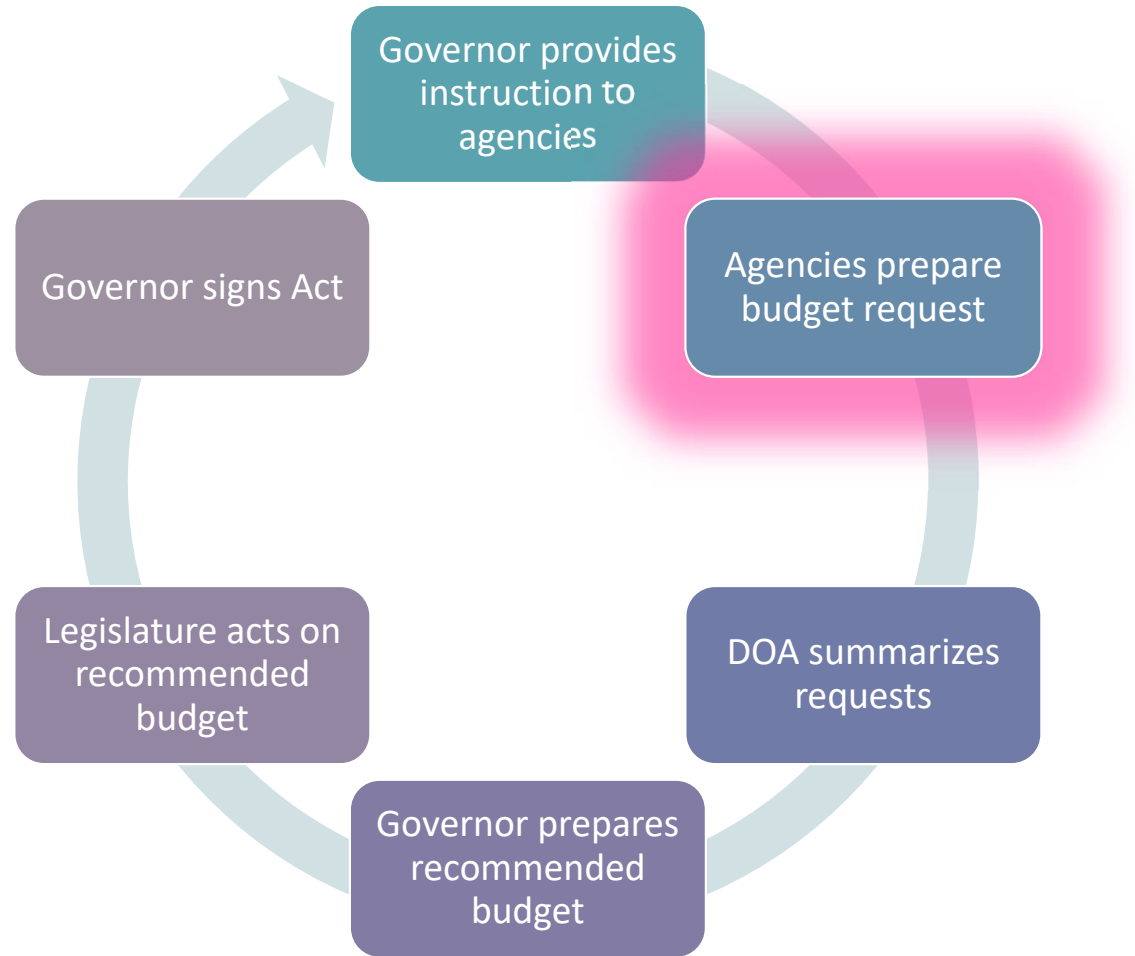 Governor provides
instruction to
agencies
Agencies prepare
budget request
DOA summarizes
requests
Governor prepares
recommended
budget
Legislature acts on
recommended
budget
Governor signs Act